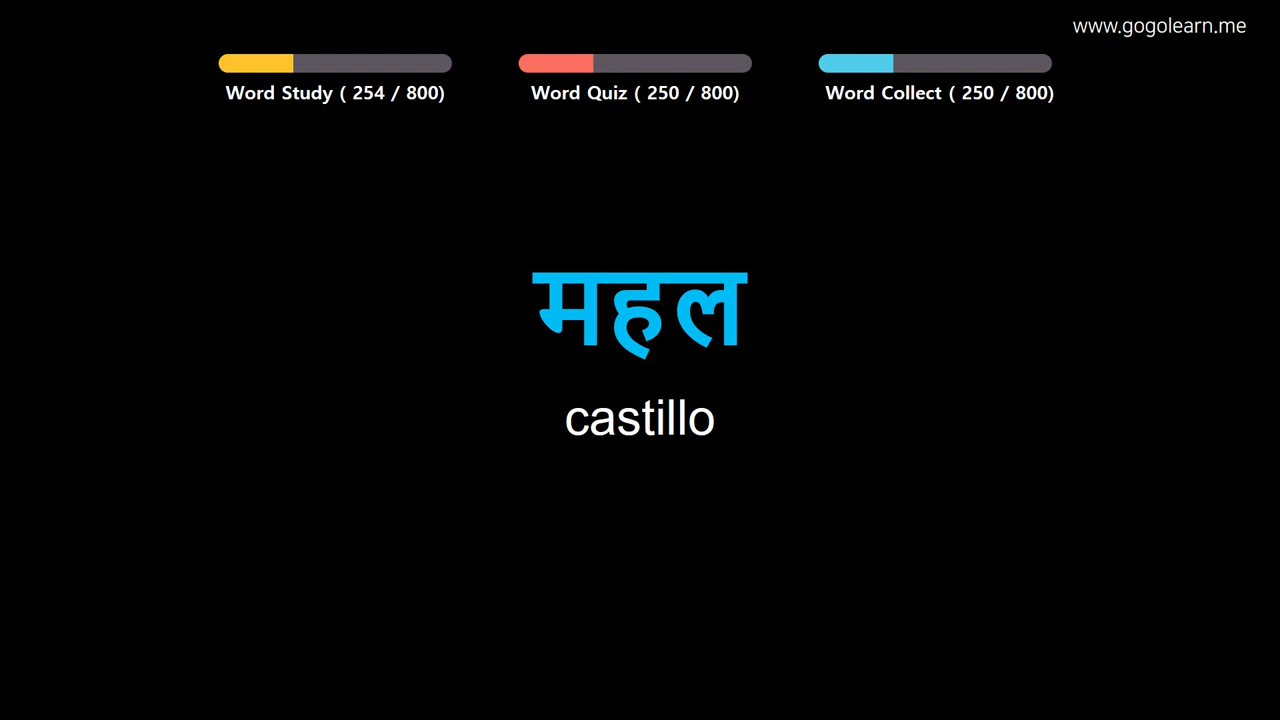 www.gogolearn.me
Word Study ( 254 / 800)
Word Quiz ( 250 / 800)
Word Collect ( 250 / 800)
महल
castillo